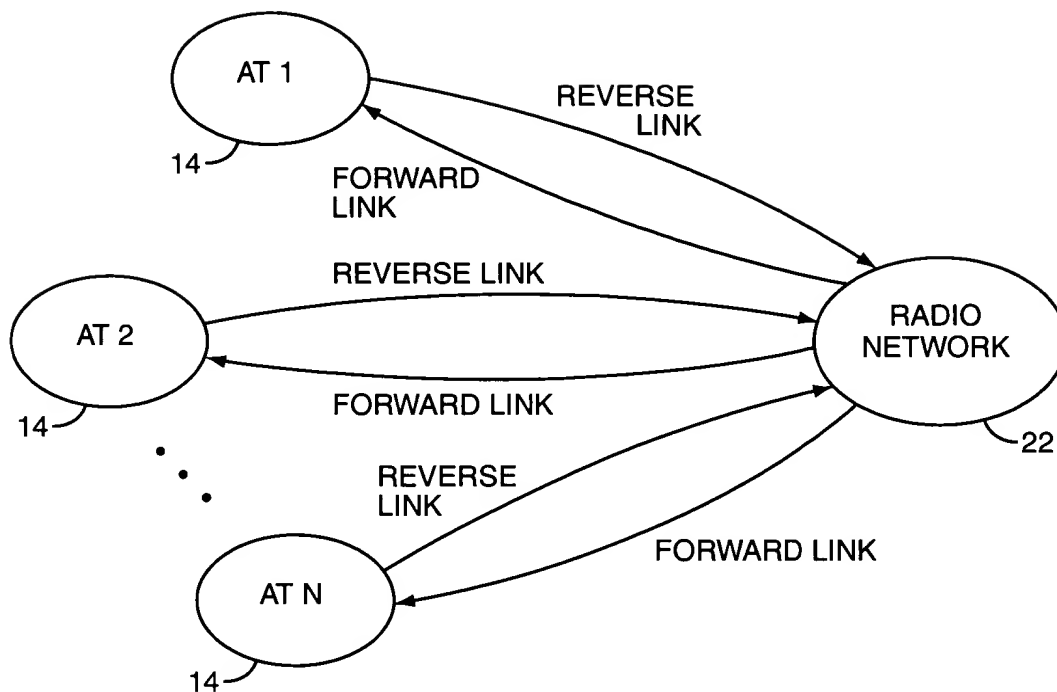 AT 1
REVERSE
LINK
14
FORWARD
LINK
REVERSE LINK
AT 2
RADIO
NETWORK
FORWARD LINK
14
22
REVERSE
LINK
FORWARD LINK
AT N
14